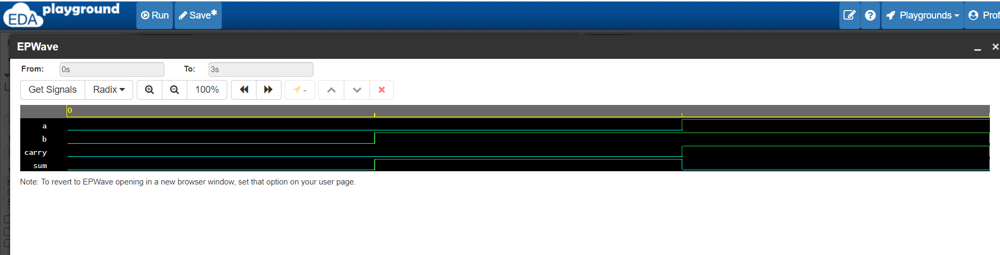 EDA playground
Run
Save*
Playgrounds
Prof
EPWave
From: 0s To: 3s
Get Signals Radix 100% -
0
a
b
carry
sum
Note: To revert to EPWave opening in a new browser window, set that option on your user page.